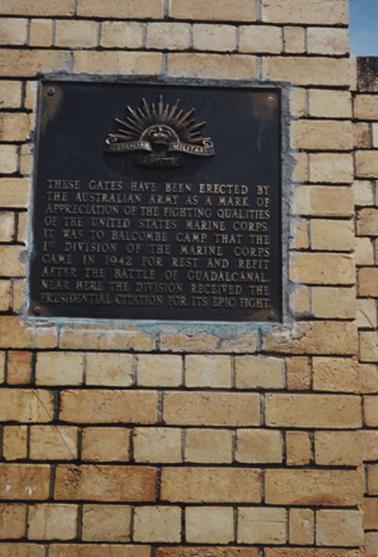 AUSTRALIAN MILITARY
THESE GATES HAVE BEEN ERECTED BY
THE AUSTRALIAN ARMY AS A MARK OF
APPRECIATION OF THE FIGHTING QUALITIES
OF THE UNITED STATES MARINE CORPS.
IT WAS TO BALCOMBE CAMP THAT THE
1ST DIVISION OF THE MARINE CORPS
CAME IN 1942 FOR REST AND REFIT
AFTER THE BATTLE OF GUADALCANAL.
NEAR HERE THE DIVISION RECEIVED THE
PRESIDENTIAL CITATION FOR ITS EPIC FIGHT.